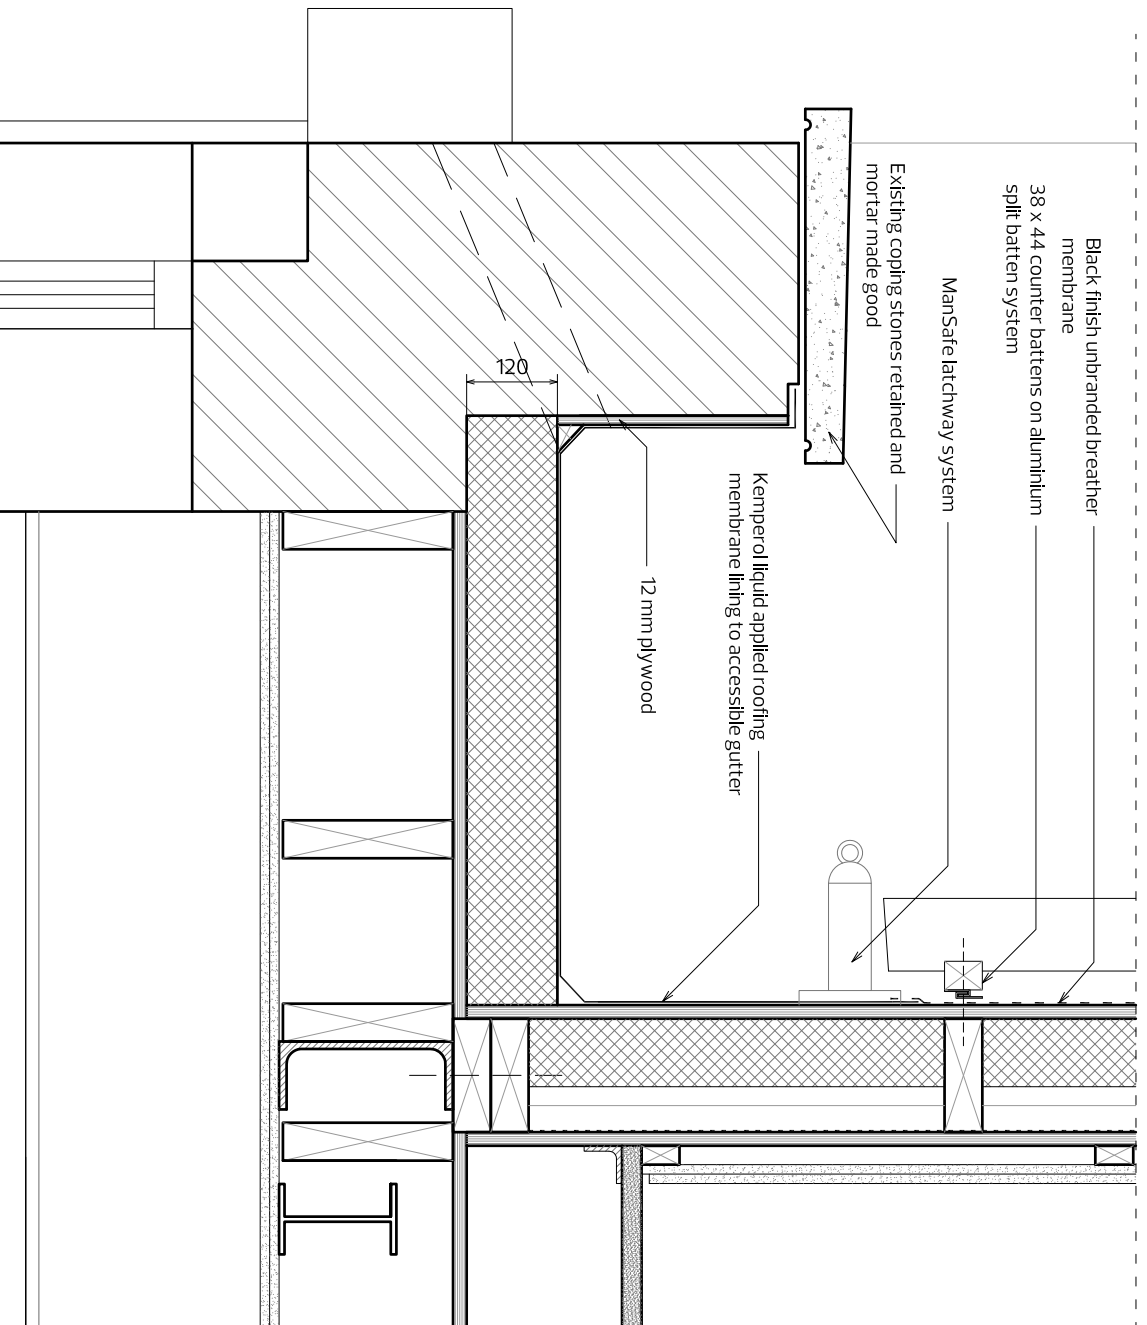 Black finish unbranded breather
membrane
38 x 44 counter battens on aluminium
split batten system
ManSafe latchway system
Existing coping stones retained and
mortar made good
Kemperol liquid applied roofing
membrane lining to accessible gutter
12 mm plywood
120